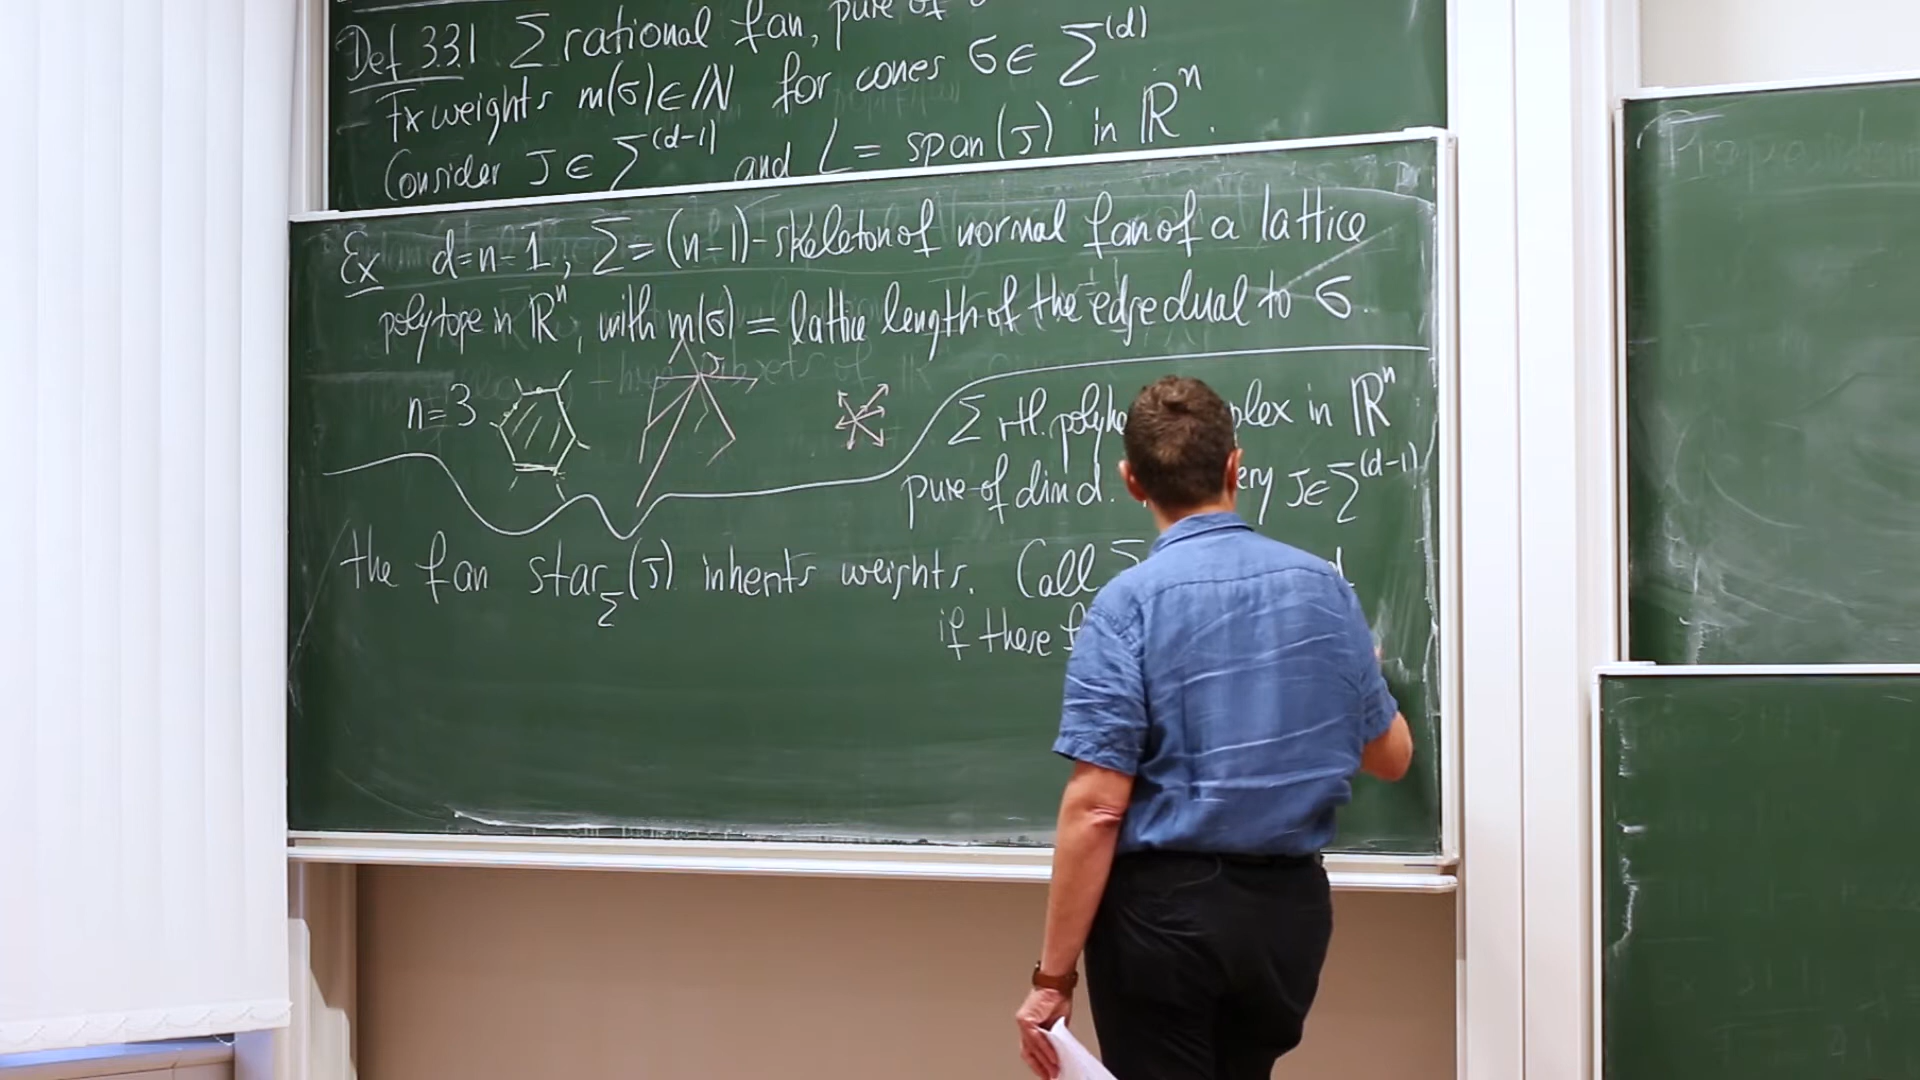 Def 3.3.1 Σ rational fan, pure of
Fix weights m(σ)∈ℕ for cones σ∈ Σ^(d)
Consider τ∈ Σ^(d-1) and L = span(τ) in ℝ^n.
Ex d=n-1, Σ=(n-1)-skeleton of normal fan of a lattice
polytope in ℝ^n, with m(σ) = lattice length of the edge dual to σ.
n=3
Σ rtl. polyhe plex in ℝ^n
pure of dim d. ery τ∈Σ^(d-1)
the fan star_Σ(τ) inherits weights. Call Σ
if these